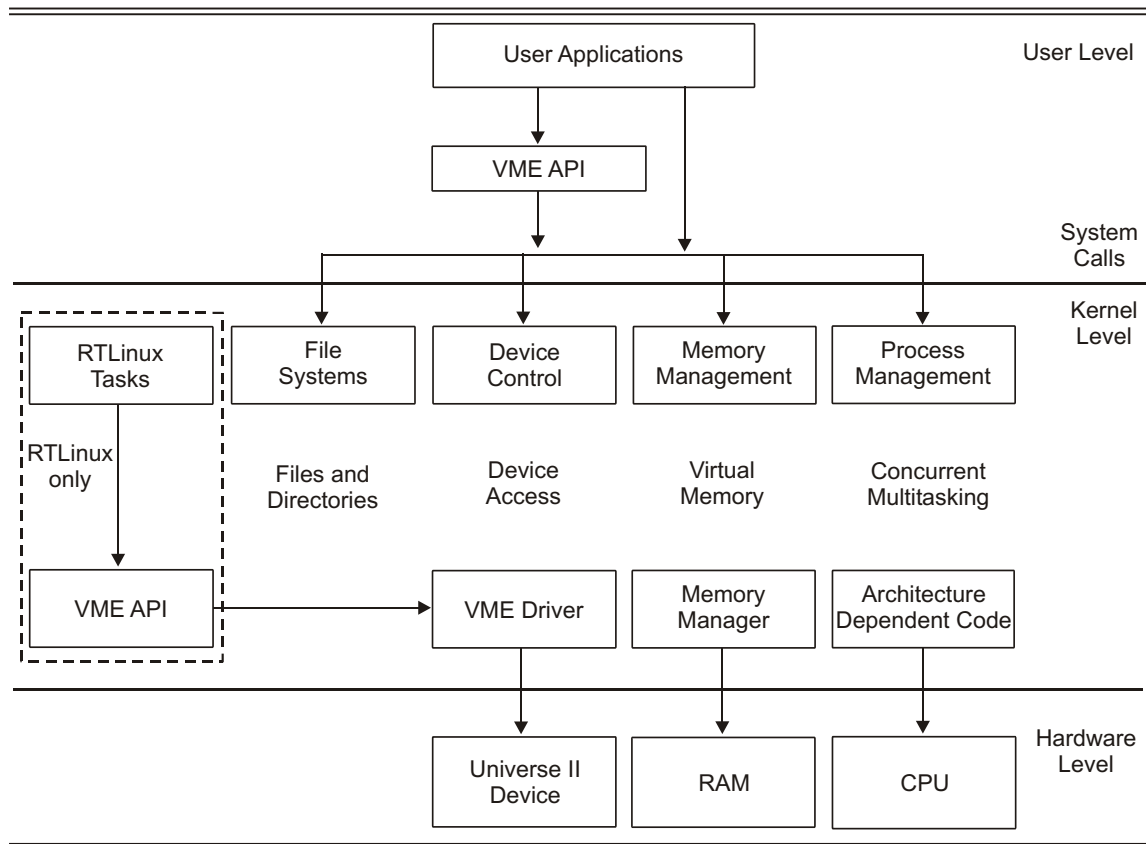 User Applications
User Level
VME API
System
Calls
Kernel
Level
RTLinux
Tasks
File
Systems
Device
Control
Memory
Management
Process
Management
RTLinux
only
Files and
Directories
Device
Access
Virtual
Memory
Concurrent
Multitasking
VME API
VME Driver
Memory
Manager
Architecture
Dependent Code
Hardware
Level
Universe II
Device
RAM
CPU